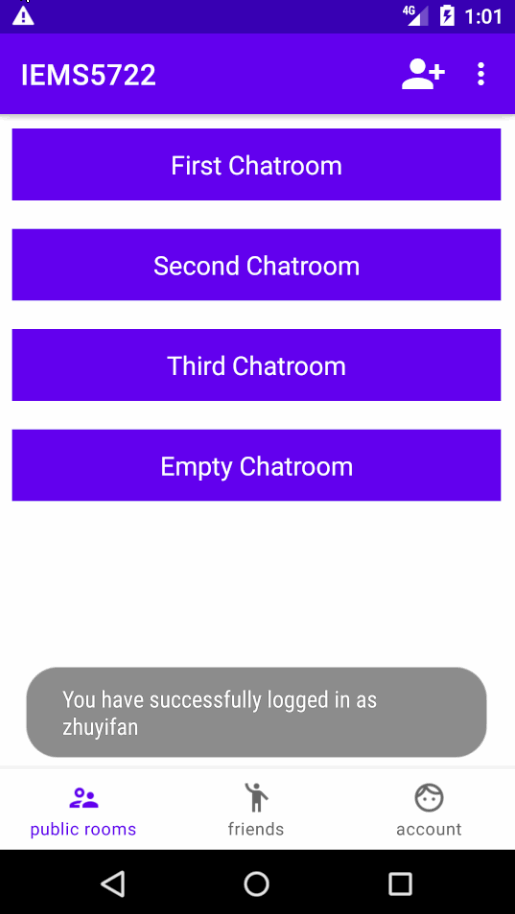 4G 1:01
IEMS5722
First Chatroom
Second Chatroom
Third Chatroom
Empty Chatroom
You have successfully logged in as
zhuyifan
public rooms friends account